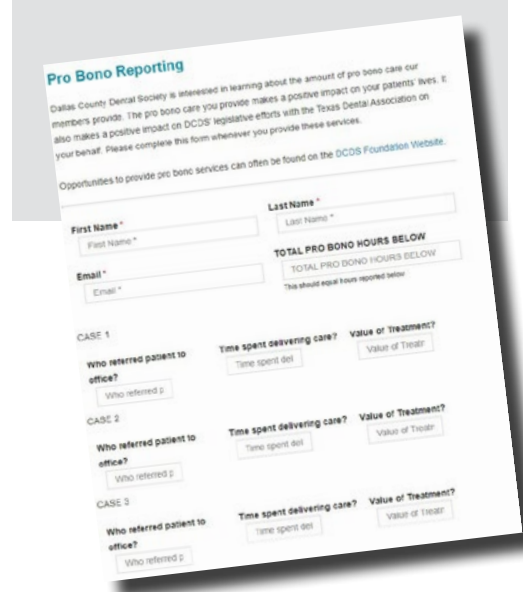 Pro Bono Reporting
Dallas County Dental Society is interested in learning about the amount of pro bono care our
members provide. The pro bono care you provide makes a positive impact on your patients' lives. It
also makes a positive impact on DCDS' legislative efforts with the Texas Dental Association on
your behalf. Please complete this form whenever you provide these services.
Opportunities to provide pro bono services can often be found on the DCDS Foundation Website.
First Name *
Last Name *
First Name *
Last Name *
Email *
TOTAL PRO BONO HOURS BELOW
Email *
TOTAL PRO BONO HOURS BELOW
This should equal hours reported below
CASE 1
Who referred patient to
office?
Time spent delivering care?
Value of Treatment?
Who referred p
Time spent del
Value of Treatr
CASE 2
Who referred patient to
office?
Time spent delivering care?
Value of Treatment?
Who referred p
Time spent del
Value of Treatr
CASE 3
Who referred patient to
office?
Time spent delivering care?
Value of Treatment?
Who referred p
Time spent del
Value of Treatr